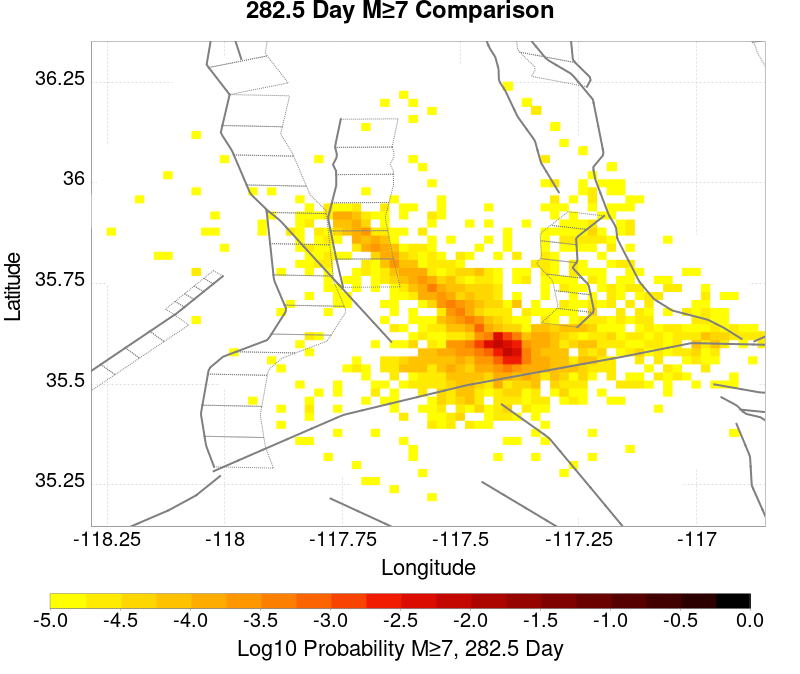 282.5 Day M≥7 Comparison
36.25
36
35.75
35.5
35.25
Latitude
-118.25 -118 -117.75 -117.5 -117.25 -117
Longitude
-5.0 -4.5 -4.0 -3.5 -3.0 -2.5 -2.0 -1.5 -1.0 -0.5 0.0
Log10 Probability M≥7, 282.5 Day